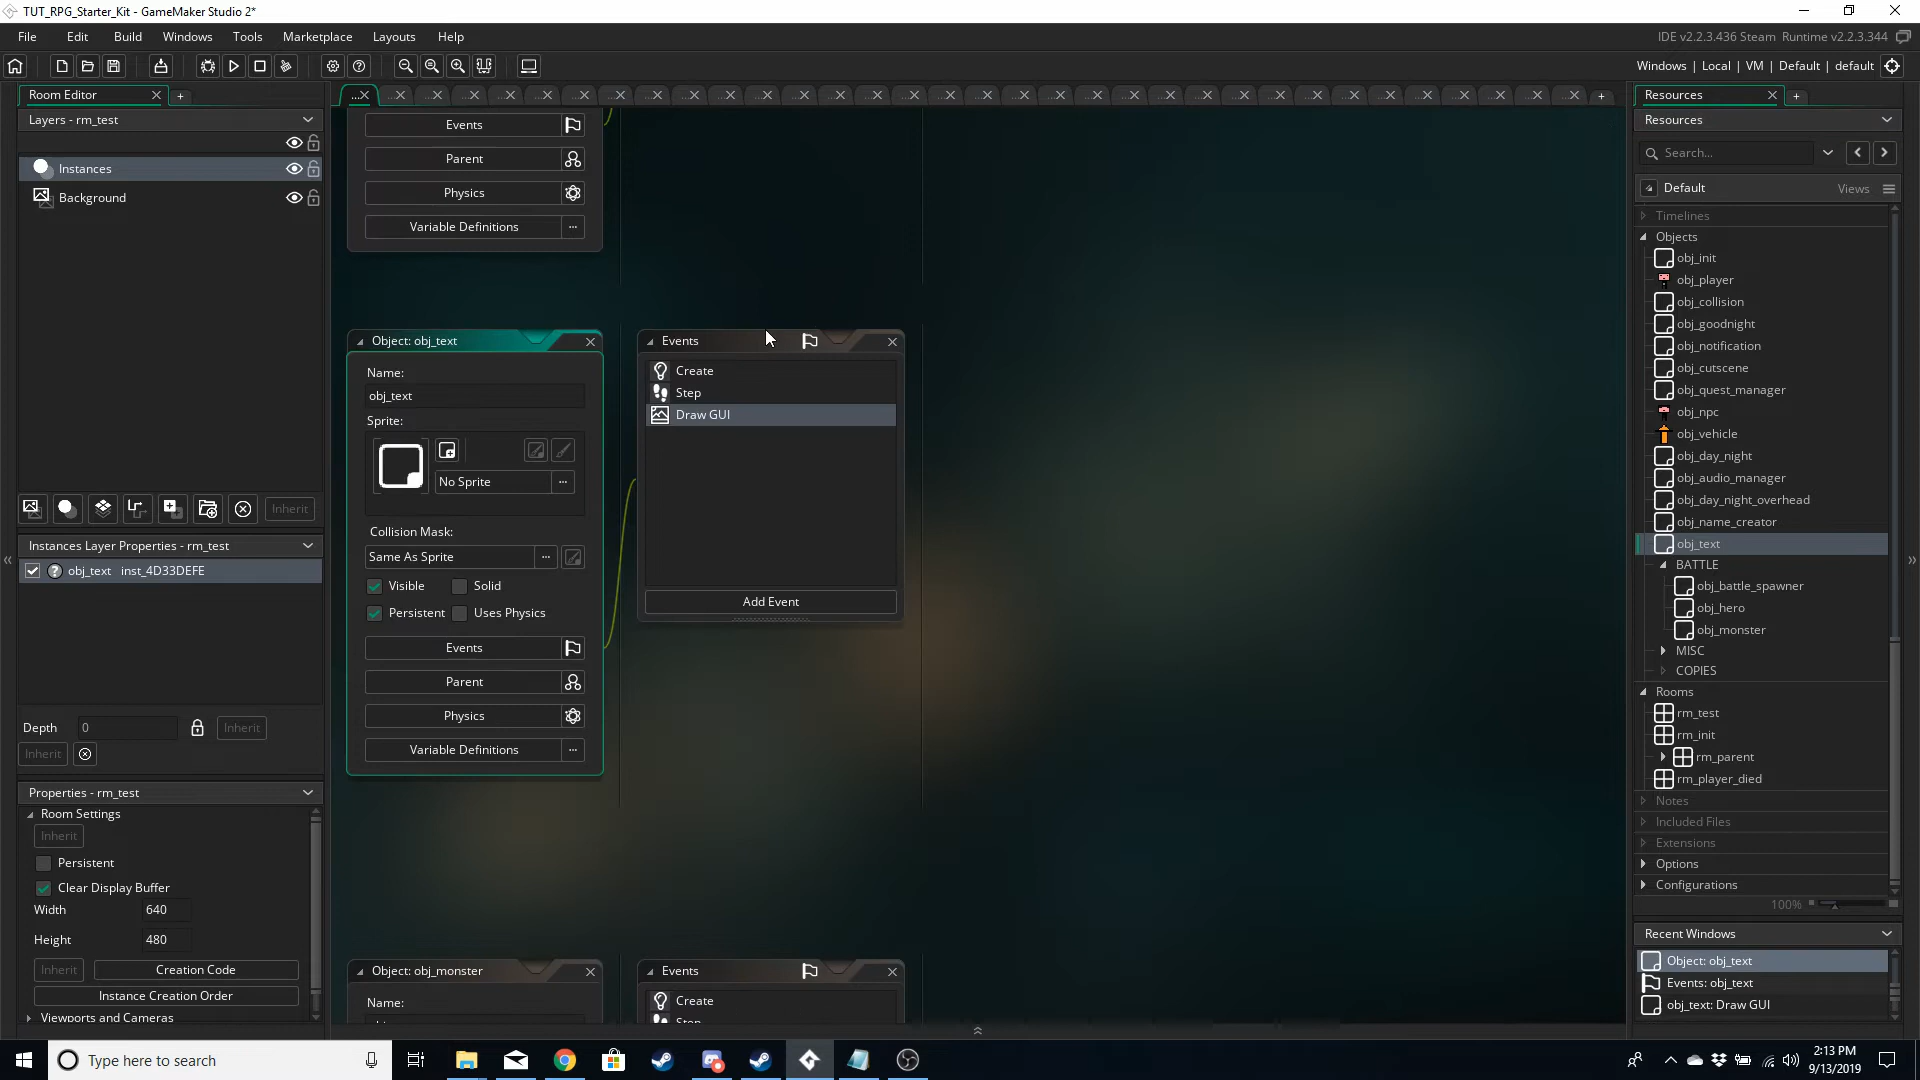 TUT_RPG_Starter_Kit - GameMaker Studio 2*
File Edit Build Windows Tools Marketplace Layouts Help
IDE v2.2.3.436 Steam Runtime v2.2.3.344
Windows | Local | VM | Default | default
Room Editor
Layers - rm_test
Instances
Background
Inherit
Instances Layer Properties - rm_test
obj_text inst_4D33DEFE
Depth 0 Inherit
Inherit
Properties - rm_test
Room Settings
Inherit
Persistent
Clear Display Buffer
Width 640
Height 480
Inherit Creation Code
Instance Creation Order
Viewports and Cameras
Events
Parent
Physics
Variable Definitions
Object: obj_text
Name:
obj_text
Sprite:
No Sprite
Collision Mask:
Same As Sprite
Visible Solid
Persistent Uses Physics
Events
Parent
Physics
Variable Definitions
Events
Create
Step
Draw GUI
Add Event
Object: obj_monster
Name:
Events
Create
Step
Resources
Resources
Search...
Default Views
Timelines
Objects
obj_init
obj_player
obj_collision
obj_goodnight
obj_notification
obj_cutscene
obj_quest_manager
obj_npc
obj_vehicle
obj_day_night
obj_audio_manager
obj_day_night_overhead
obj_name_creator
obj_text
BATTLE
obj_battle_spawner
obj_hero
obj_monster
MISC
COPIES
Rooms
rm_test
rm_init
rm_parent
rm_player_died
Notes
Included Files
Extensions
Options
Configurations
100%
Recent Windows
Object: obj_text
Events: obj_text
obj_text: Draw GUI
Type here to search
2:13 PM
9/13/2019